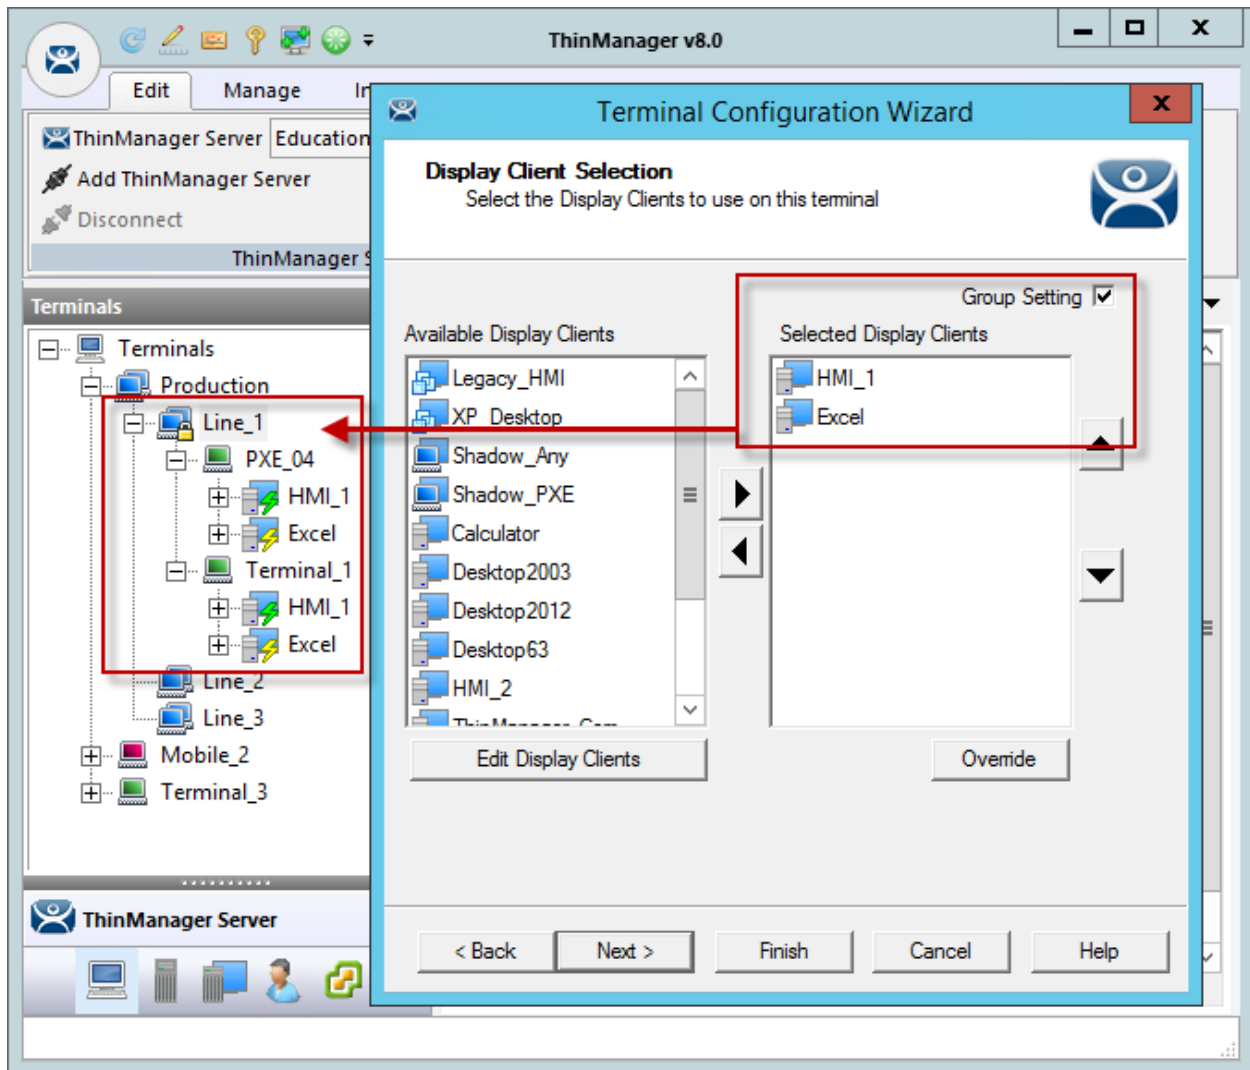 ThinManager v8.0
Edit Manage In
ThinManager Server Education
Add ThinManager Server
Disconnect
ThinManager S
Terminals
Terminals
Production
Line_1
PXE_04
HMI_1
Excel
Terminal_1
HMI_1
Excel
Line_2
Line_3
Mobile_2
Terminal_3
ThinManager Server
Terminal Configuration Wizard
Display Client Selection
Select the Display Clients to use on this terminal
Group Setting
Available Display Clients
Legacy_HMI
XP_Desktop
Shadow_Any
Shadow_PXE
Calculator
Desktop2003
Desktop2012
Desktop63
HMI_2
Edit Display Clients
Selected Display Clients
HMI_1
Excel
Override
< Back Next > Finish Cancel Help